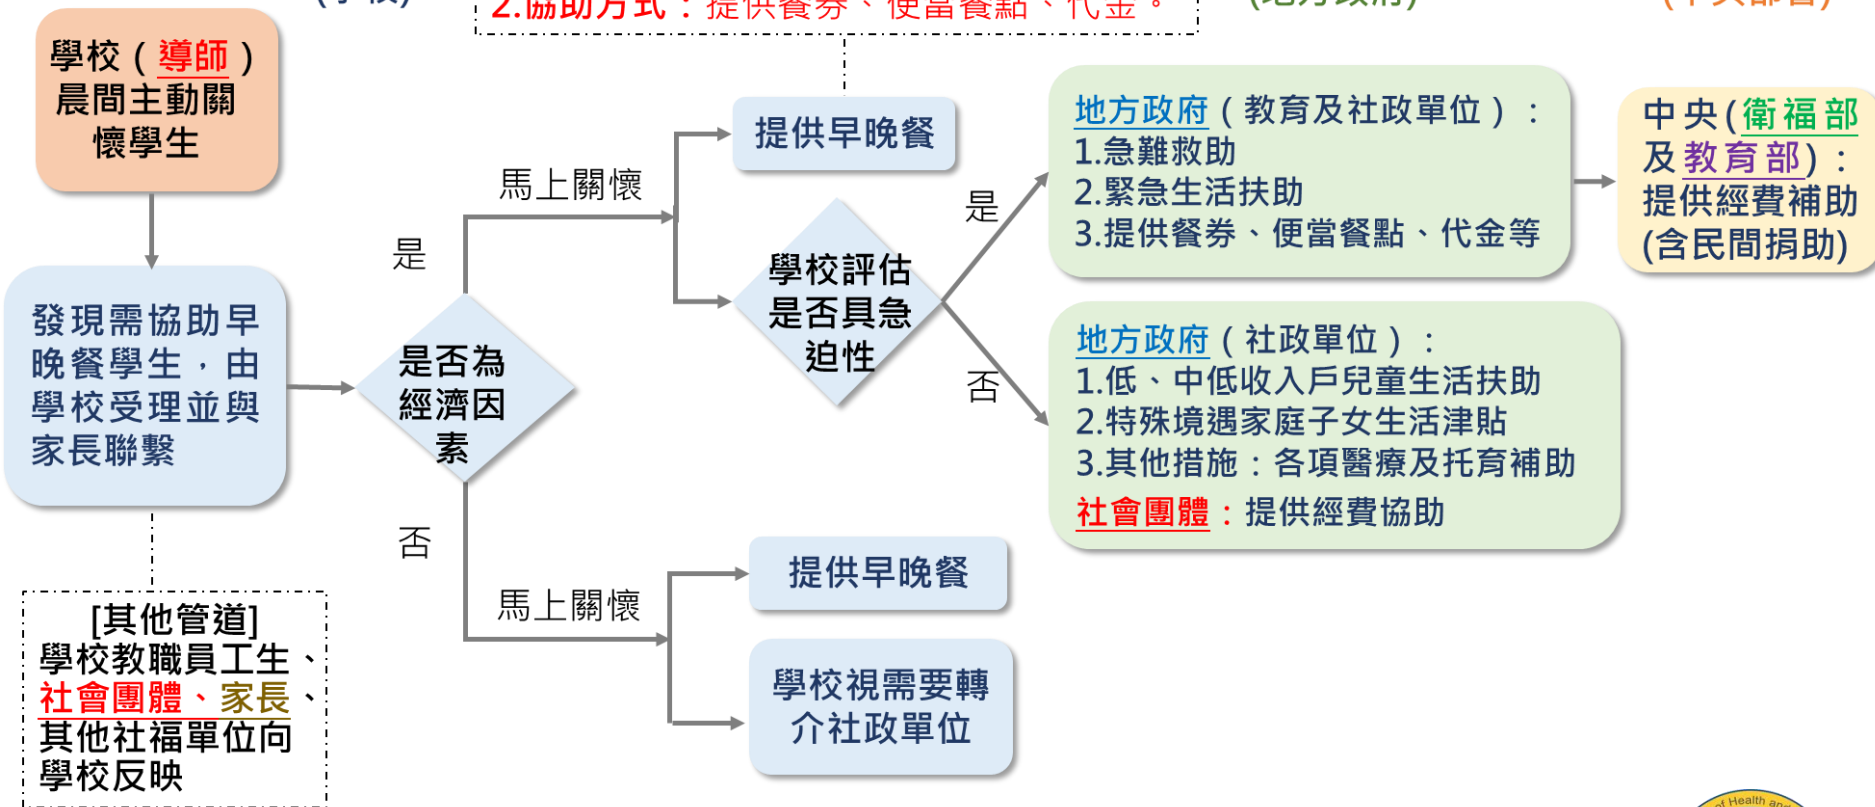 2.協助方式：提供餐券、便當餐點、代金。
學校（導師）
晨間主動關
懷學生
發現需協助早
晚餐學生，由
學校受理並與
家長聯繫
[其他管道]
學校教職員工生、
社會團體、家長、
其他社福單位向
學校反映
是否為
經濟因
素
是
馬上關懷
否
馬上關懷
提供早晚餐
學校評估
是否具急
迫性
是
否
提供早晚餐
學校視需要轉
介社政單位
地方政府（教育及社政單位）：
1.急難救助
2.緊急生活扶助
3.提供餐券、便當餐點、代金等
地方政府（社政單位）：
1.低、中低收入戶兒童生活扶助
2.特殊境遇家庭子女生活津貼
3.其他措施：各項醫療及托育補助
社會團體：提供經費協助
中央(衛福部
及教育部)：
提供經費補助
(含民間捐助)
of Health and